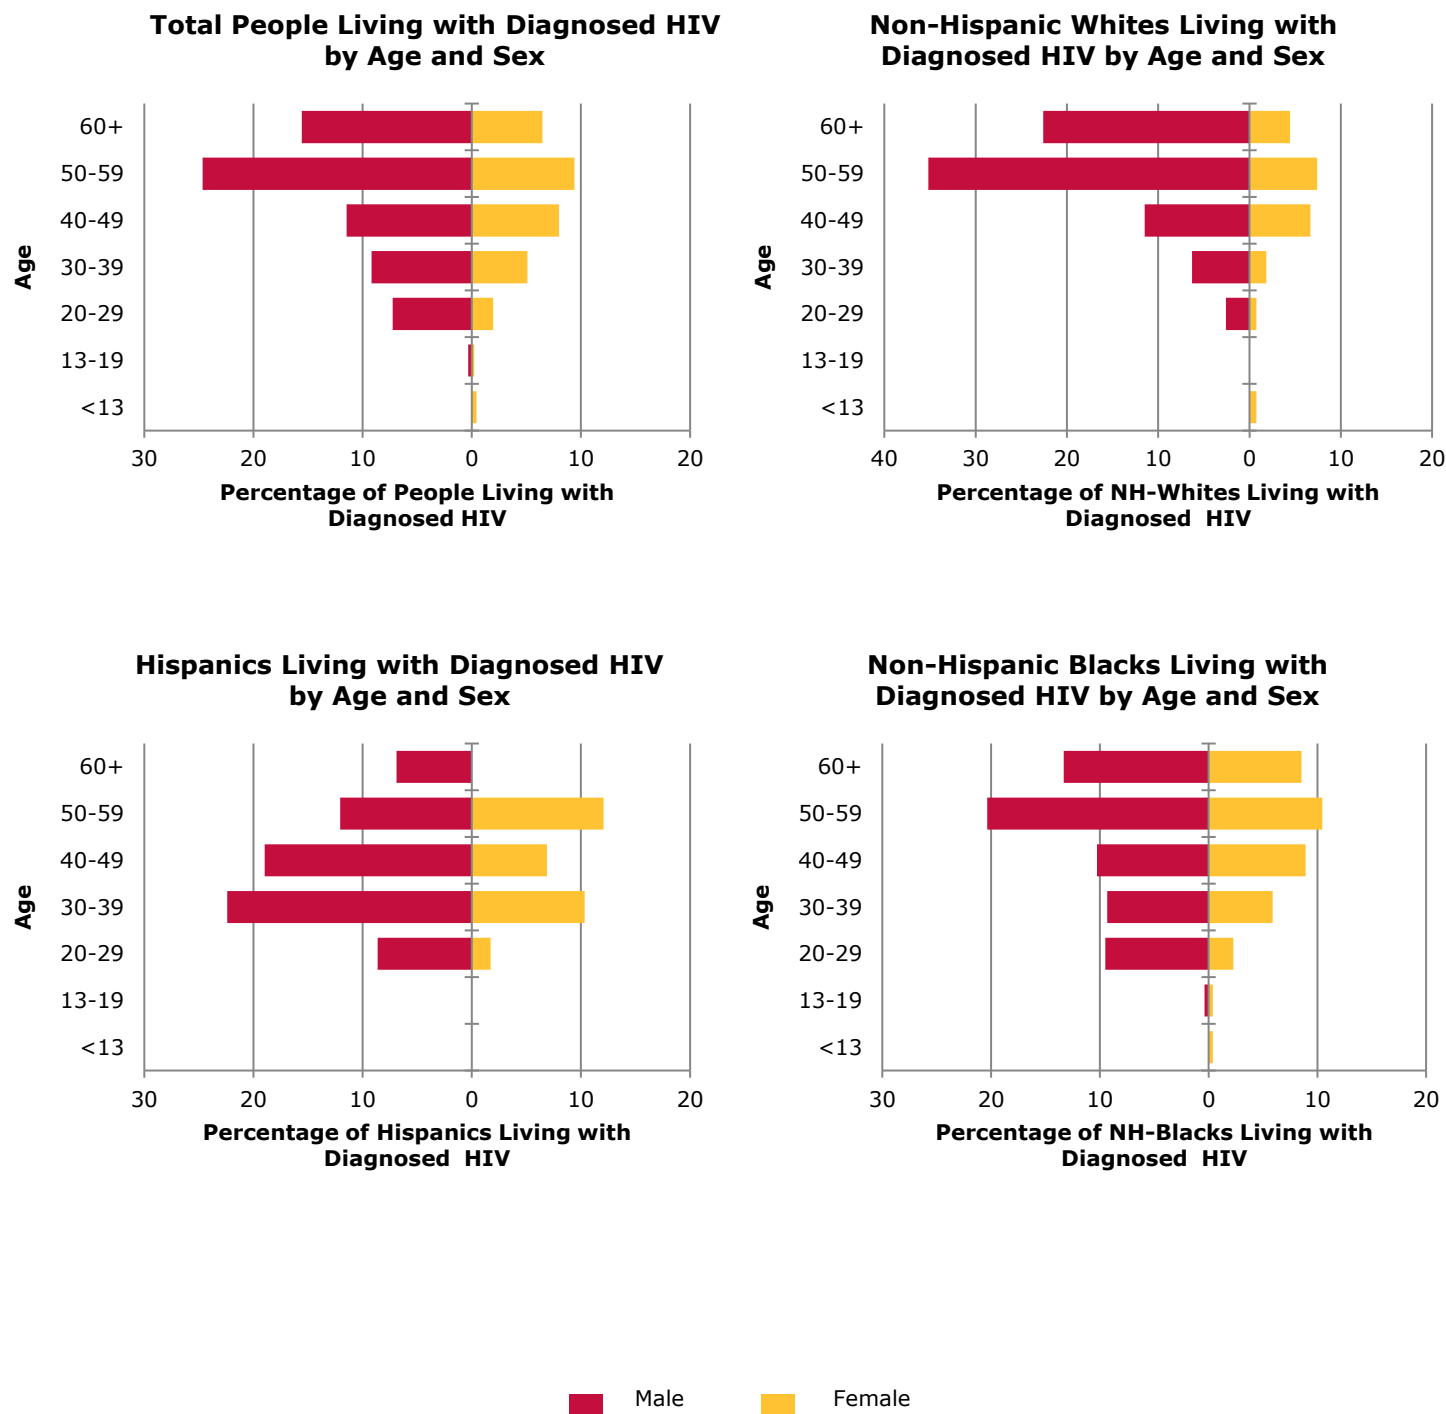 Total People Living with Diagnosed HIV
by Age and Sex
60+
50-59
40-49
30-39
20-29
13-19
<13
Age
30 20 10 0 10 20
Percentage of People Living with
Diagnosed HIV
Non-Hispanic Whites Living with
Diagnosed HIV by Age and Sex
60+
50-59
40-49
30-39
20-29
13-19
<13
Age
40 30 20 10 0 10 20
Percentage of NH-Whites Living with
Diagnosed HIV
Hispanics Living with Diagnosed HIV
by Age and Sex
60+
50-59
40-49
30-39
20-29
13-19
<13
Age
30 20 10 0 10 20
Percentage of Hispanics Living with
Diagnosed HIV
Non-Hispanic Blacks Living with
Diagnosed HIV by Age and Sex
60+
50-59
40-49
30-39
20-29
13-19
<13
Age
30 20 10 0 10 20
Percentage of NH-Blacks Living with
Diagnosed HIV
Male Female